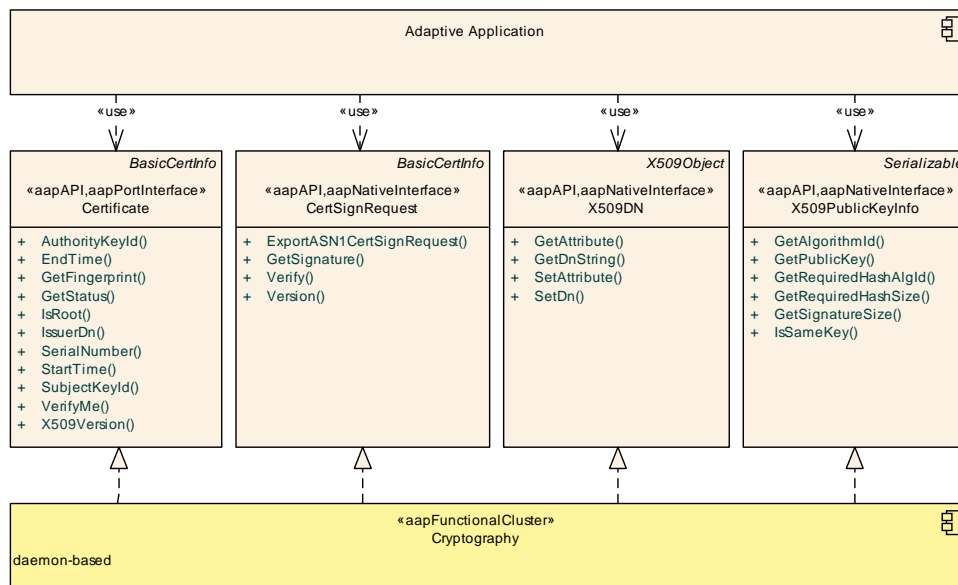 Adaptive Application
«use» «use» «use» «use»
BasicCertInfo
«aapAPI,aapPortInterface»
Certificate
+ AuthorityKeyId()
+ EndTime()
+ GetFingerprint()
+ GetStatus()
+ IsRoot()
+ IssuerDn()
+ SerialNumber()
+ StartTime()
+ SubjectKeyId()
+ VerifyMe()
+ X509Version()
BasicCertInfo
«aapAPI,aapNativeInterface»
CertSignRequest
+ ExportASN1CertSignRequest()
+ GetSignature()
+ Verify()
+ Version()
X509Object
«aapAPI,aapNativeInterface»
X509DN
+ GetAttribute()
+ GetDnString()
+ SetAttribute()
+ SetDn()
Serializable
«aapAPI,aapNativeInterface»
X509PublicKeyInfo
+ GetAlgorithmId()
+ GetPublicKey()
+ GetRequiredHashAlgId()
+ GetRequiredHashSize()
+ GetSignatureSize()
+ IsSameKey()
«aapFunctionalCluster»
Cryptography
daemon-based